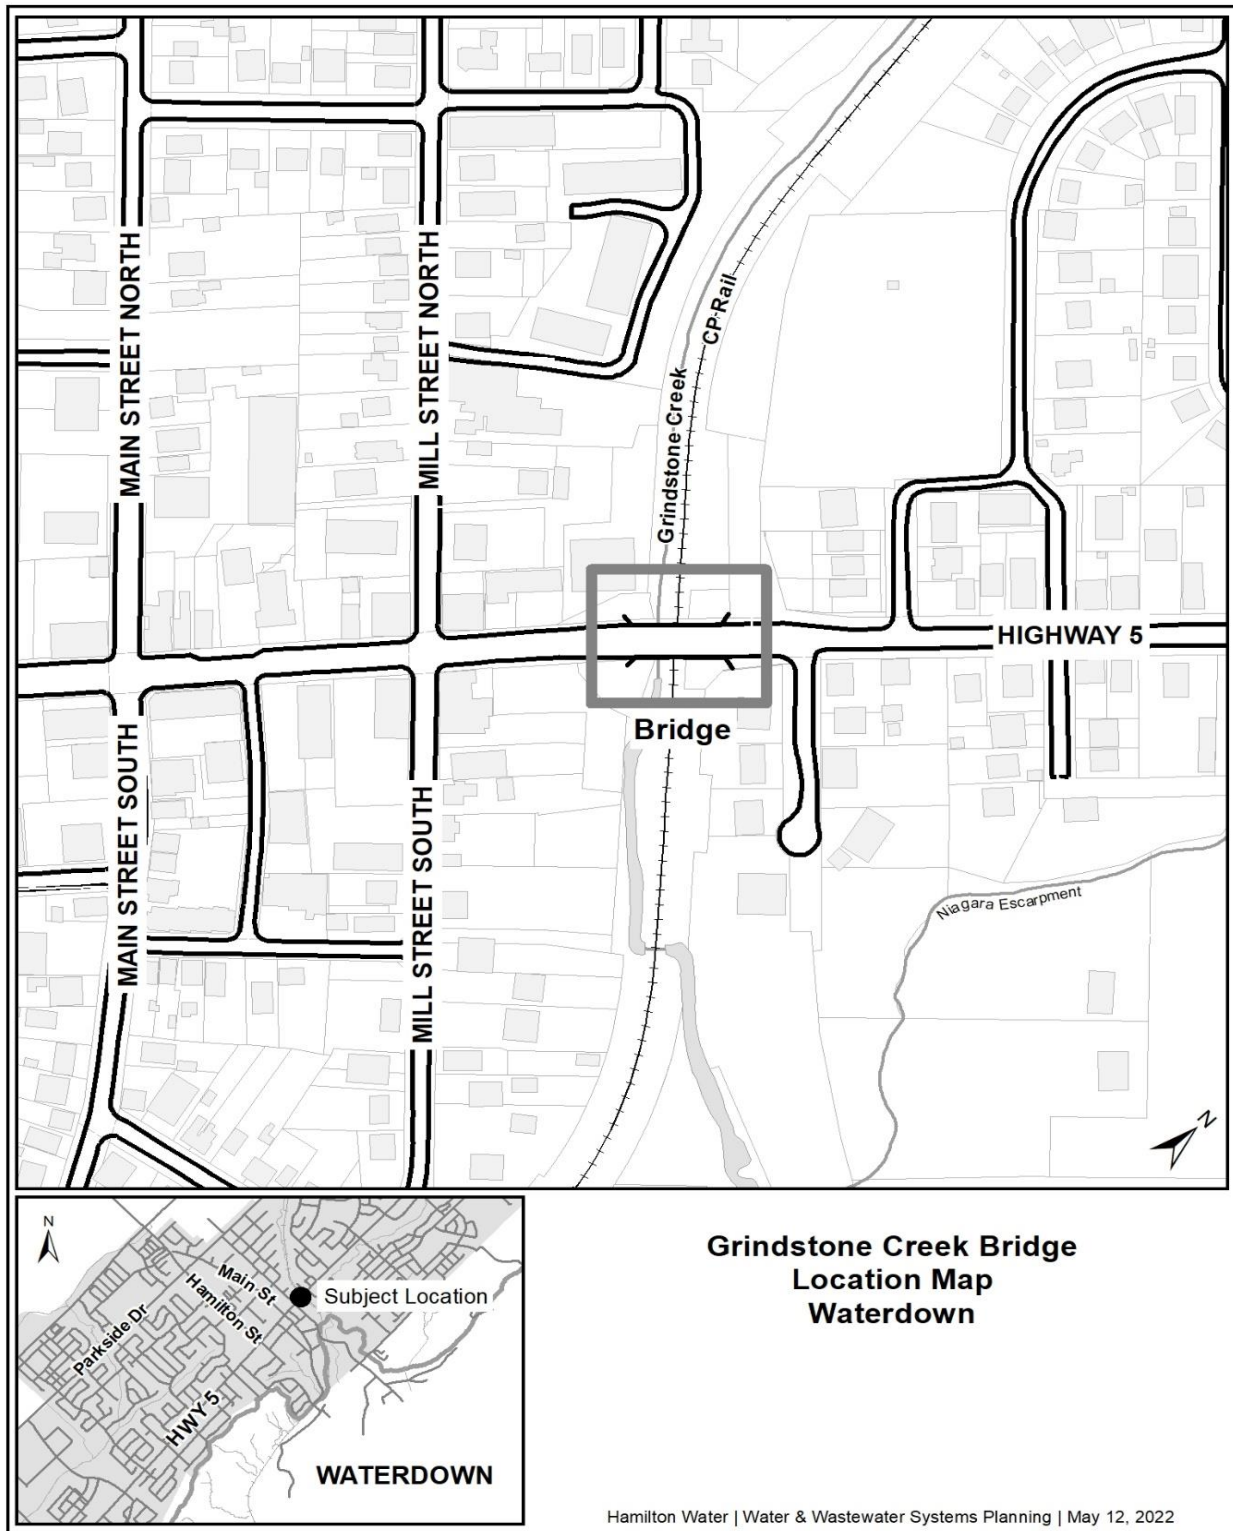 MAIN STREET NORTH
MILL STREET NORTH
CP Rail
Grindstone Creek
HIGHWAY 5
Bridge
MAIN STREET SOUTH
MILL STREET SOUTH
Niagara Escarpment
N
N
Main St
Hamilton St
Subject Location
Parkside Dr
HWY 5
WATERDOWN
Grindstone Creek Bridge
Location Map
Waterdown
Hamilton Water | Water & Wastewater Systems Planning | May 12, 2022